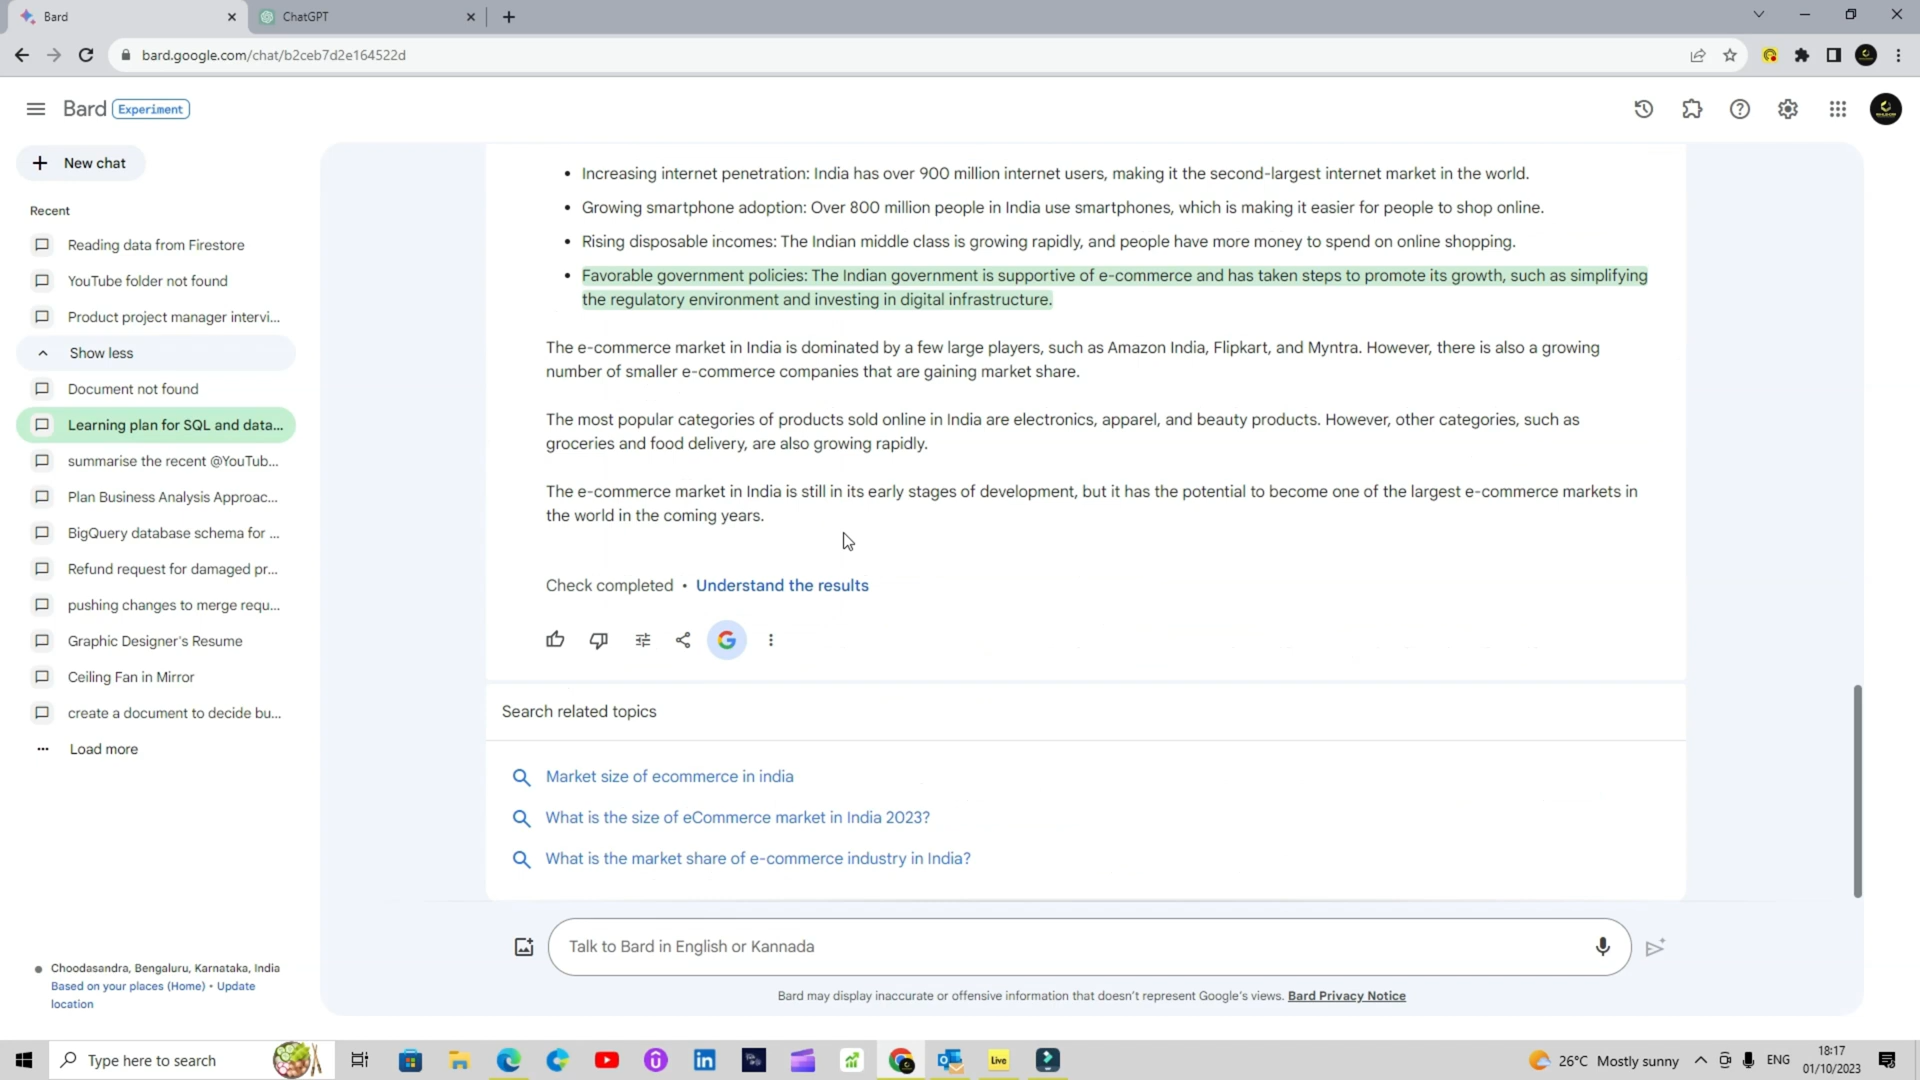 Bard
ChatGPT
bard.google.com/chat/b2ceb7d2e164522d
Bard Experiment
New chat
Recent
Reading data from Firestore
YouTube folder not found
Product project manager intervi...
Show less
Document not found
Learning plan for SQL and data...
summarise the recent @YouTub...
Plan Business Analysis Approac...
BigQuery database schema for ...
Refund request for damaged pr...
pushing changes to merge requ...
Graphic Designer's Resume
Ceiling Fan in Mirror
create a document to decide bu...
Load more
Choodasandra, Bengaluru, Karnataka, India
Based on your places (Home) • Update
location
• Increasing internet penetration: India has over 900 million internet users, making it the second-largest internet market in the world.
• Growing smartphone adoption: Over 800 million people in India use smartphones, which is making it easier for people to shop online.
• Rising disposable incomes: The Indian middle class is growing rapidly, and people have more money to spend on online shopping.
• Favorable government policies: The Indian government is supportive of e-commerce and has taken steps to promote its growth, such as simplifying
the regulatory environment and investing in digital infrastructure.
The e-commerce market in India is dominated by a few large players, such as Amazon India, Flipkart, and Myntra. However, there is also a growing
number of smaller e-commerce companies that are gaining market share.
The most popular categories of products sold online in India are electronics, apparel, and beauty products. However, other categories, such as
groceries and food delivery, are also growing rapidly.
The e-commerce market in India is still in its early stages of development, but it has the potential to become one of the largest e-commerce markets in
the world in the coming years.
Check completed • Understand the results
Search related topics
Market size of ecommerce in india
What is the size of eCommerce market in India 2023?
What is the market share of e-commerce industry in India?
Talk to Bard in English or Kannada
Bard may display inaccurate or offensive information that doesn't represent Google's views. Bard Privacy Notice
Type here to search
Live
26°C Mostly sunny
ENG
18:17
01/10/2023